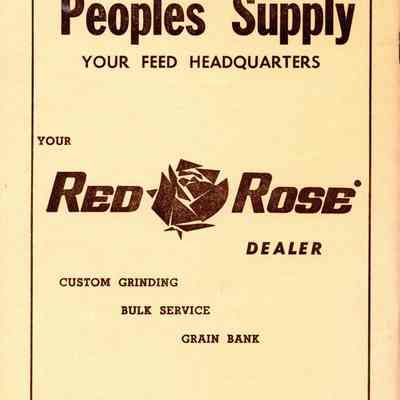 Peoples Supply
YOUR FEED HEADQUARTERS
YOUR
RED ROSE
DEALER
CUSTOM GRINDING
BULK SERVICE
GRAIN BANK